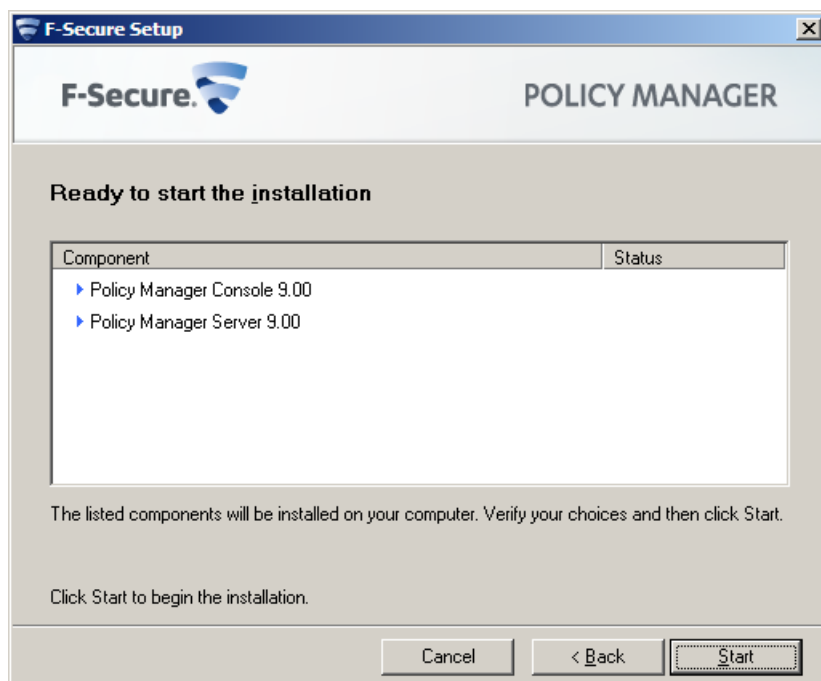 F-Secure Setup
F-Secure.
POLICY MANAGER
Ready to start the installation
Component Status
Policy Manager Console 9.00
Policy Manager Server 9.00
The listed components will be installed on your computer. Verify your choices and then click Start.
Click Start to begin the installation.
Cancel < Back Start